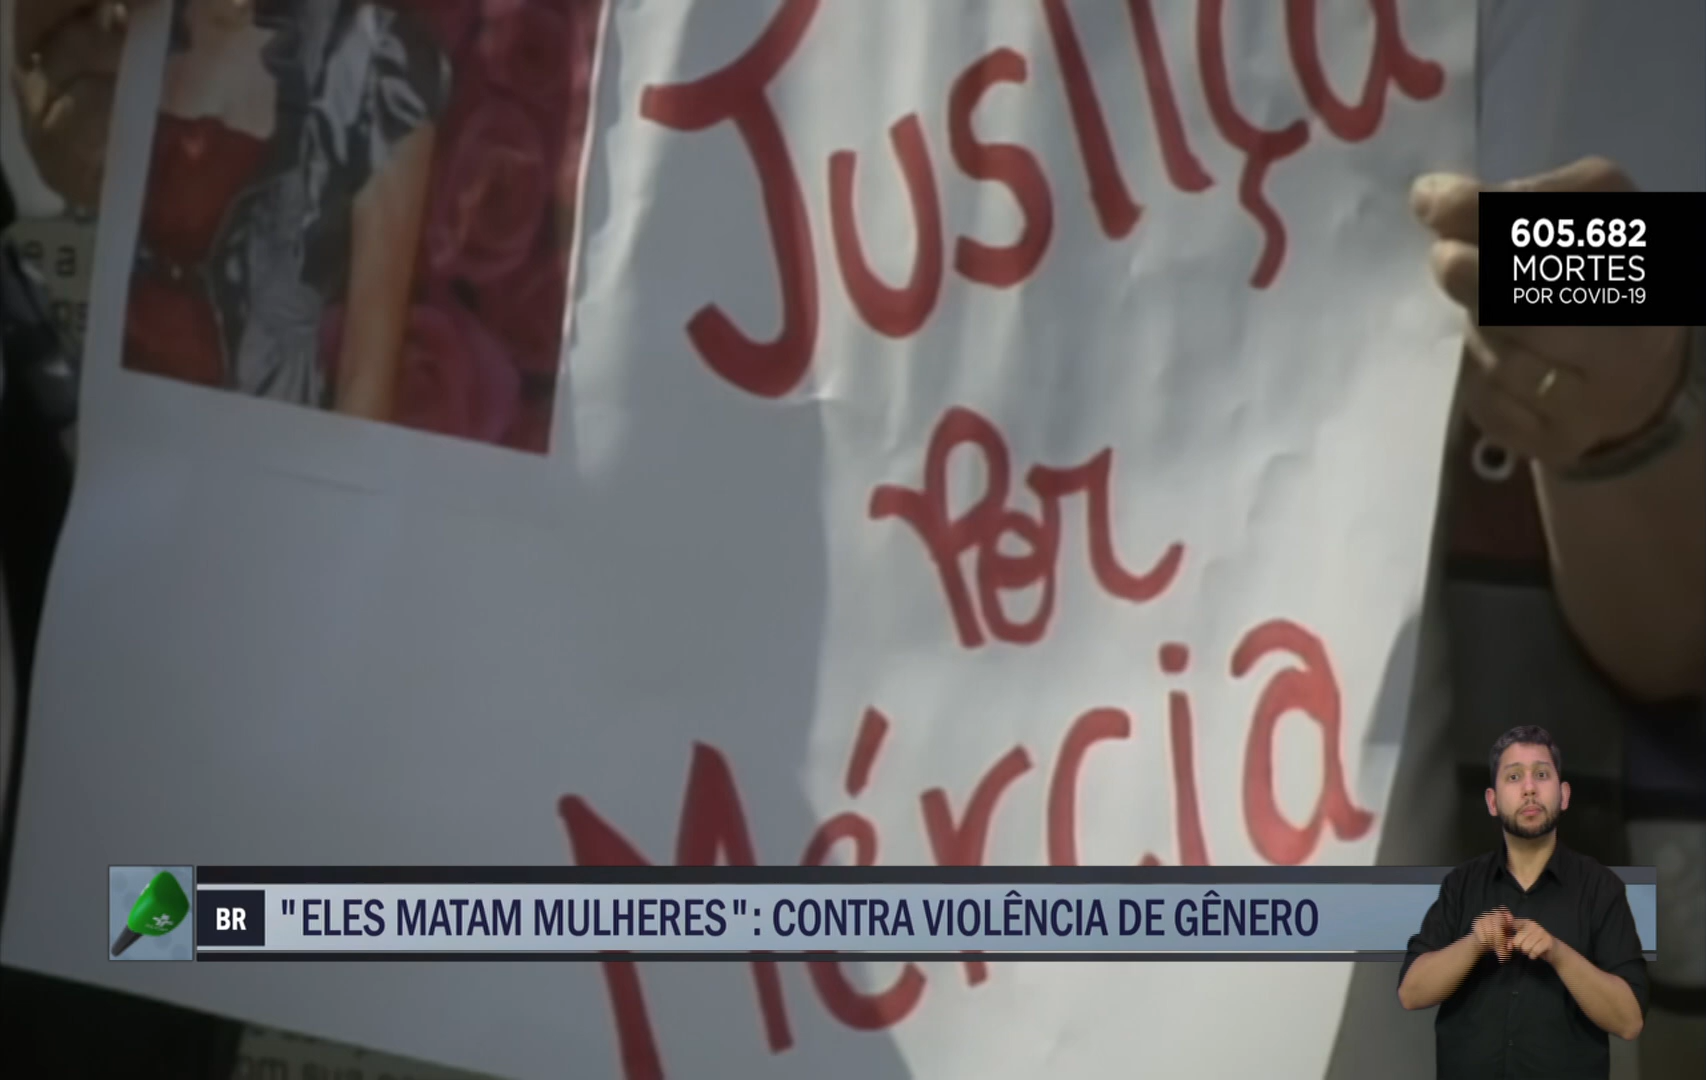 Justiça
Por
Mércia
605.682
MORTES
POR COVID-19
BR
"ELES MATAM MULHERES": CONTRA VIOLÊNCIA DE GÊNERO